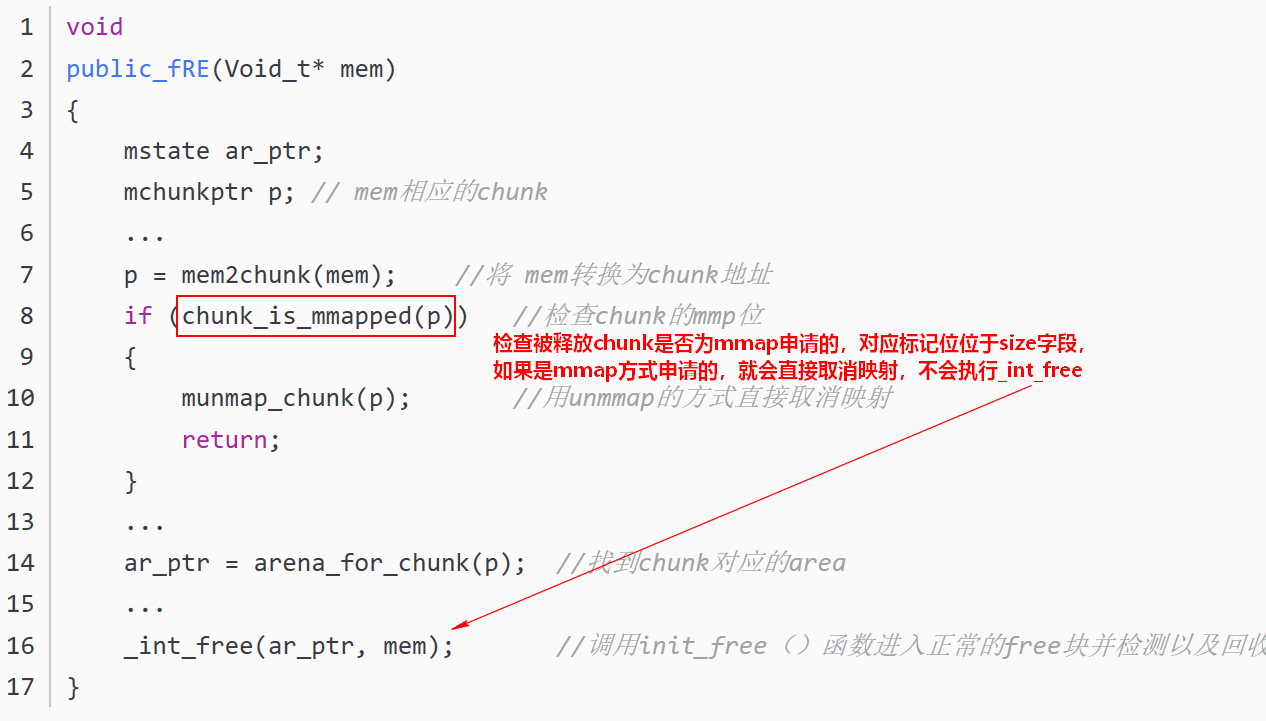 1 void
2 public_fRE(Void_t* mem)
3 {
4 mstate ar_ptr;
5 mchunkptr p; // mem相应的chunk
6 ...
7 p = mem2chunk(mem); //将 mem转换为chunk地址
8 if (chunk_is_mmapped(p)) //检查chunk的mmp位
检查被释放chunk是否为mmap申请的，对应标记位位于size字段，
9 {
如果是mmap方式申请的，就会直接取消映射，不会执行_int_free
10 munmap_chunk(p); //用unmmap的方式直接取消映射
11 return;
12 }
13 ...
14 ar_ptr = arena_for_chunk(p); //找到chunk对应的area
15 ...
16 _int_free(ar_ptr, mem); //调用init_free（）函数进入正常的free块并检测以及回收
17 }